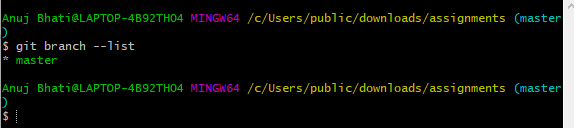 Anuj Bhati@LAPTOP-4B92TH04 MINGW64 /c/Users/public/downloads/assignments (master
)
$ git branch --list
* master
Anuj Bhati@LAPTOP-4B92TH04 MINGW64 /c/Users/public/downloads/assignments (master
)
$